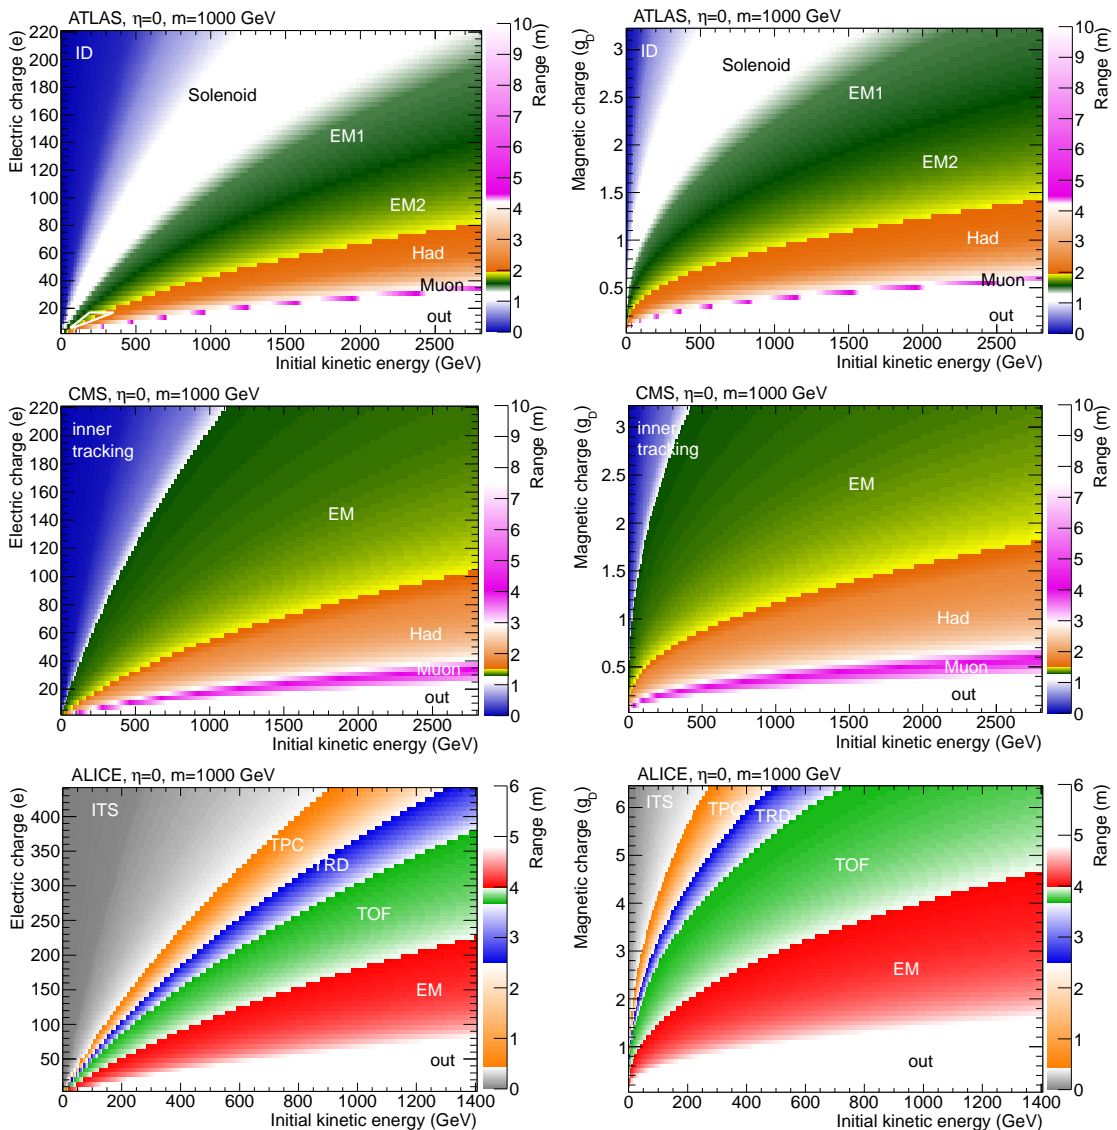 ATLAS, η=0, m=1000 GeV
Electric charge (e)
220
200
180
160
140
120
100
80
60
40
20
ID
Solenoid
EM1
EM2
Had
Muon
out
0 500 1000 1500 2000 2500
Initial kinetic energy (GeV)
10
9
8
7
6
5
4
3
2
1
0
Range (m)
ATLAS, η=0, m=1000 GeV
Magnetic charge (g_D)
3
2.5
2
1.5
1
0.5
ID
Solenoid
EM1
EM2
Had
Muon
out
0 500 1000 1500 2000 2500
Initial kinetic energy (GeV)
10
9
8
7
6
5
4
3
2
1
0
Range (m)
CMS, η=0, m=1000 GeV
Electric charge (e)
220
200
180
160
140
120
100
80
60
40
20
inner
tracking
EM
Had
Muon
out
0 500 1000 1500 2000 2500
Initial kinetic energy (GeV)
10
9
8
7
6
5
4
3
2
1
0
Range (m)
CMS, η=0, m=1000 GeV
Magnetic charge (g_D)
3
2.5
2
1.5
1
0.5
inner
tracking
EM
Had
Muon
out
0 500 1000 1500 2000 2500
Initial kinetic energy (GeV)
10
9
8
7
6
5
4
3
2
1
0
Range (m)
ALICE, η=0, m=1000 GeV
Electric charge (e)
400
350
300
250
200
150
100
50
ITS
TPC
TRD
TOF
EM
out
0 200 400 600 800 1000 1200 1400
Initial kinetic energy (GeV)
6
5
4
3
2
1
0
Range (m)
ALICE, η=0, m=1000 GeV
Magnetic charge (g_D)
6
5
4
3
2
1
ITS
TPC
TRD
TOF
EM
out
0 200 400 600 800 1000 1200 1400
Initial kinetic energy (GeV)
6
5
4
3
2
1
0
Range (m)